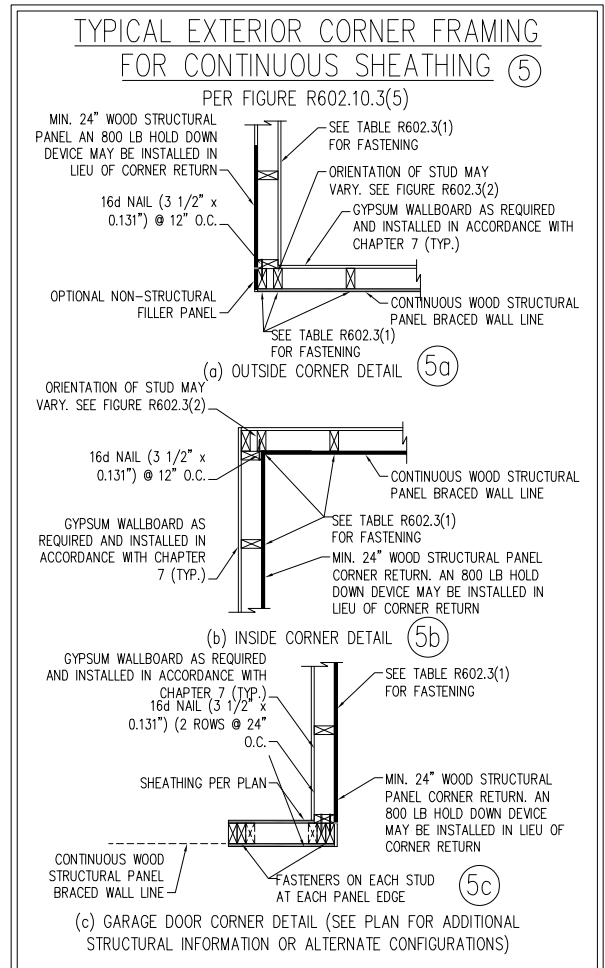 TYPICAL EXTERIOR CORNER FRAMING
FOR CONTINUOUS SHEATHING 5
PER FIGURE R602.10.3(5)
MIN. 24" WOOD STRUCTURAL
PANEL AN 800 LB HOLD DOWN
DEVICE MAY BE INSTALLED IN
LIEU OF CORNER RETURN
16d NAIL (3 1/2" x
0.131") @ 12" O.C.
OPTIONAL NON-STRUCTURAL
FILLER PANEL
SEE TABLE R602.3(1)
FOR FASTENING
ORIENTATION OF STUD MAY
VARY. SEE FIGURE R602.3(2)
GYPSUM WALLBOARD AS REQUIRED
AND INSTALLED IN ACCORDANCE WITH
CHAPTER 7 (TYP.)
CONTINUOUS WOOD STRUCTURAL
PANEL BRACED WALL LINE
SEE TABLE R602.3(1)
FOR FASTENING
(a) OUTSIDE CORNER DETAIL 5a
ORIENTATION OF STUD MAY
VARY. SEE FIGURE R602.3(2)
16d NAIL (3 1/2" x
0.131") @ 12" O.C.
GYPSUM WALLBOARD AS
REQUIRED AND INSTALLED IN
ACCORDANCE WITH CHAPTER
7 (TYP.)
CONTINUOUS WOOD STRUCTURAL
PANEL BRACED WALL LINE
SEE TABLE R602.3(1)
FOR FASTENING
MIN. 24" WOOD STRUCTURAL PANEL
CORNER RETURN. AN 800 LB HOLD
DOWN DEVICE MAY BE INSTALLED IN
LIEU OF CORNER RETURN
(b) INSIDE CORNER DETAIL 5b
GYPSUM WALLBOARD AS REQUIRED
AND INSTALLED IN ACCORDANCE WITH
CHAPTER 7 (TYP.)
16d NAIL (3 1/2" x
0.131") (2 ROWS @ 24"
O.C.
SHEATHING PER PLAN
CONTINUOUS WOOD
STRUCTURAL PANEL
BRACED WALL LINE
SEE TABLE R602.3(1)
FOR FASTENING
MIN. 24" WOOD STRUCTURAL
PANEL CORNER RETURN. AN
800 LB HOLD DOWN DEVICE
MAY BE INSTALLED IN LIEU OF
CORNER RETURN
FASTENERS ON EACH STUD
AT EACH PANEL EDGE
5c
(c) GARAGE DOOR CORNER DETAIL (SEE PLAN FOR ADDITIONAL
STRUCTURAL INFORMATION OR ALTERNATE CONFIGURATIONS)